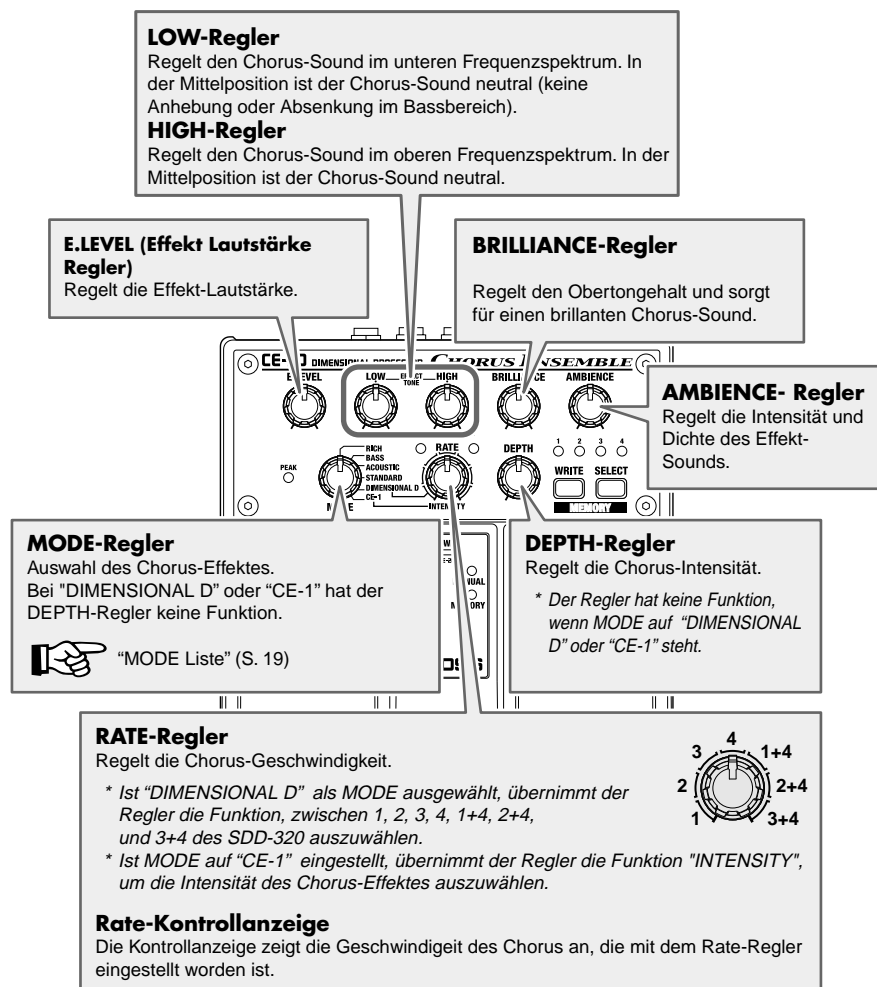 LOW-Regler
Regelt den Chorus-Sound im unteren Frequenzspektrum. In
der Mittelposition ist der Chorus-Sound neutral (keine
Anhebung oder Absenkung im Bassbereich).
HIGH-Regler
Regelt den Chorus-Sound im oberen Frequenzspektrum. In der
Mittelposition ist der Chorus-Sound neutral.
E.LEVEL (Effekt Lautstärke
Regler)
Regelt die Effekt-Lautstärke.
BRILLIANCE-Regler
Regelt den Obertongehalt und sorgt
für einen brillanten Chorus-Sound.
AMBIENCE- Regler
Regelt die Intensität und
Dichte des Effekt-
Sounds.
LOW HIGH
TONE
AMBIENCE
PEAK
RICH
BASS
ACOUSTIC
STANDARD
DIMENSIONAL D
CE-1
RATE
INTENSITY
DEPTH
1 2 3 4
WRITE SELECT
MEMORY
MODE-Regler
Auswahl des Chorus-Effektes.
Bei "DIMENSIONAL D” oder “CE-1” hat der
DEPTH-Regler keine Funktion.
“MODE Liste” (S. 19)
DEPTH-Regler
Regelt die Chorus-Intensität.
* Der Regler hat keine Funktion,
wenn MODE auf “DIMENSIONAL
D” oder “CE-1” steht.
RATE-Regler
Regelt die Chorus-Geschwindigkeit.
* Ist “DIMENSIONAL D” als MODE ausgewählt, übernimmt der
Regler die Funktion, zwischen 1, 2, 3, 4, 1+4, 2+4,
und 3+4 des SDD-320 auszuwählen.
* Ist MODE auf “CE-1” eingestellt, übernimmt der Regler die Funktion "INTENSITY",
um die Intensität des Chorus-Effektes auszuwählen.
1 2 3 4 1+4 2+4 3+4
Rate-Kontrollanzeige
Die Kontrollanzeige zeigt die Geschwindigeit des Chorus an, die mit dem Rate-Regler
eingestellt worden ist.